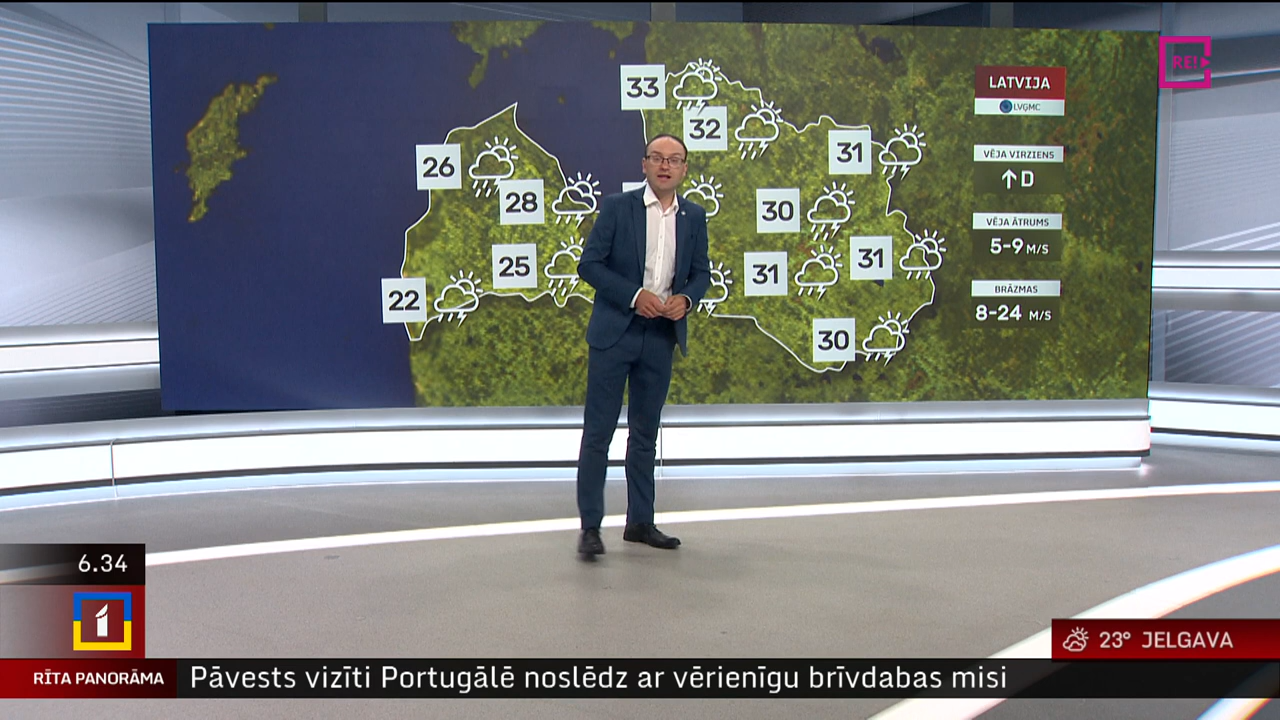 33
32
26
31
28
30
25
31
31
22
30
LATVIJA
LVĢMC
VĒJA VIRZIENS
↑D
VĒJA ĀTRUMS
5-9 M/S
BRĀZMAS
8-24 M/S
RE!
6.34
1
23° JELGAVA
RĪTA PANORĀMA
Pāvests vizīti Portugālē noslēdz ar vērienīgu brīvdabas misi